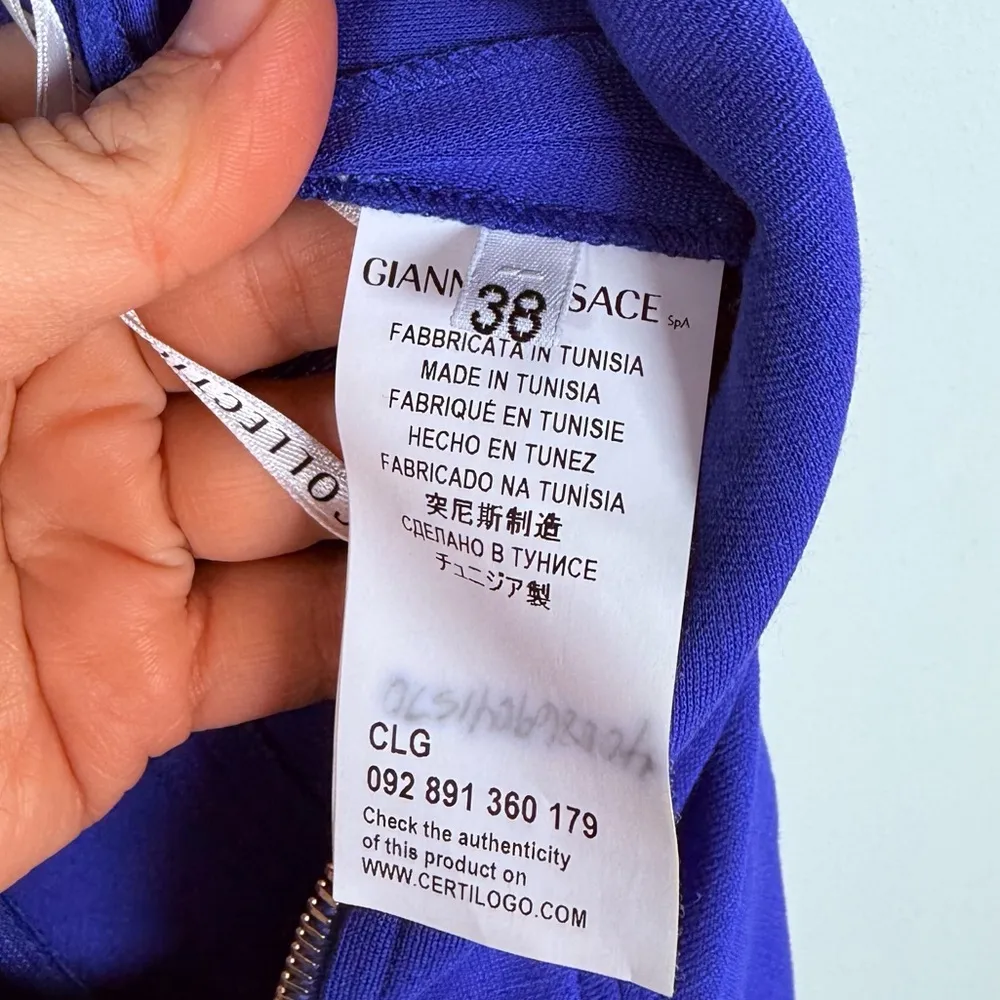 GIANN SACE SpA
38
FABBRICATA IN TUNISIA
MADE IN TUNISIA
FABRIQUÉ EN TUNISIE
HECHO EN TUNEZ
FABRICADO NA TUNÍSIA
突尼斯制造
СДЕЛАНО В ТУНИСЕ
チュニジア製
COLLECTI
CLG
092 891 360 179
Check the authenticity
of this product on
WWW.CERTILOGO.COM